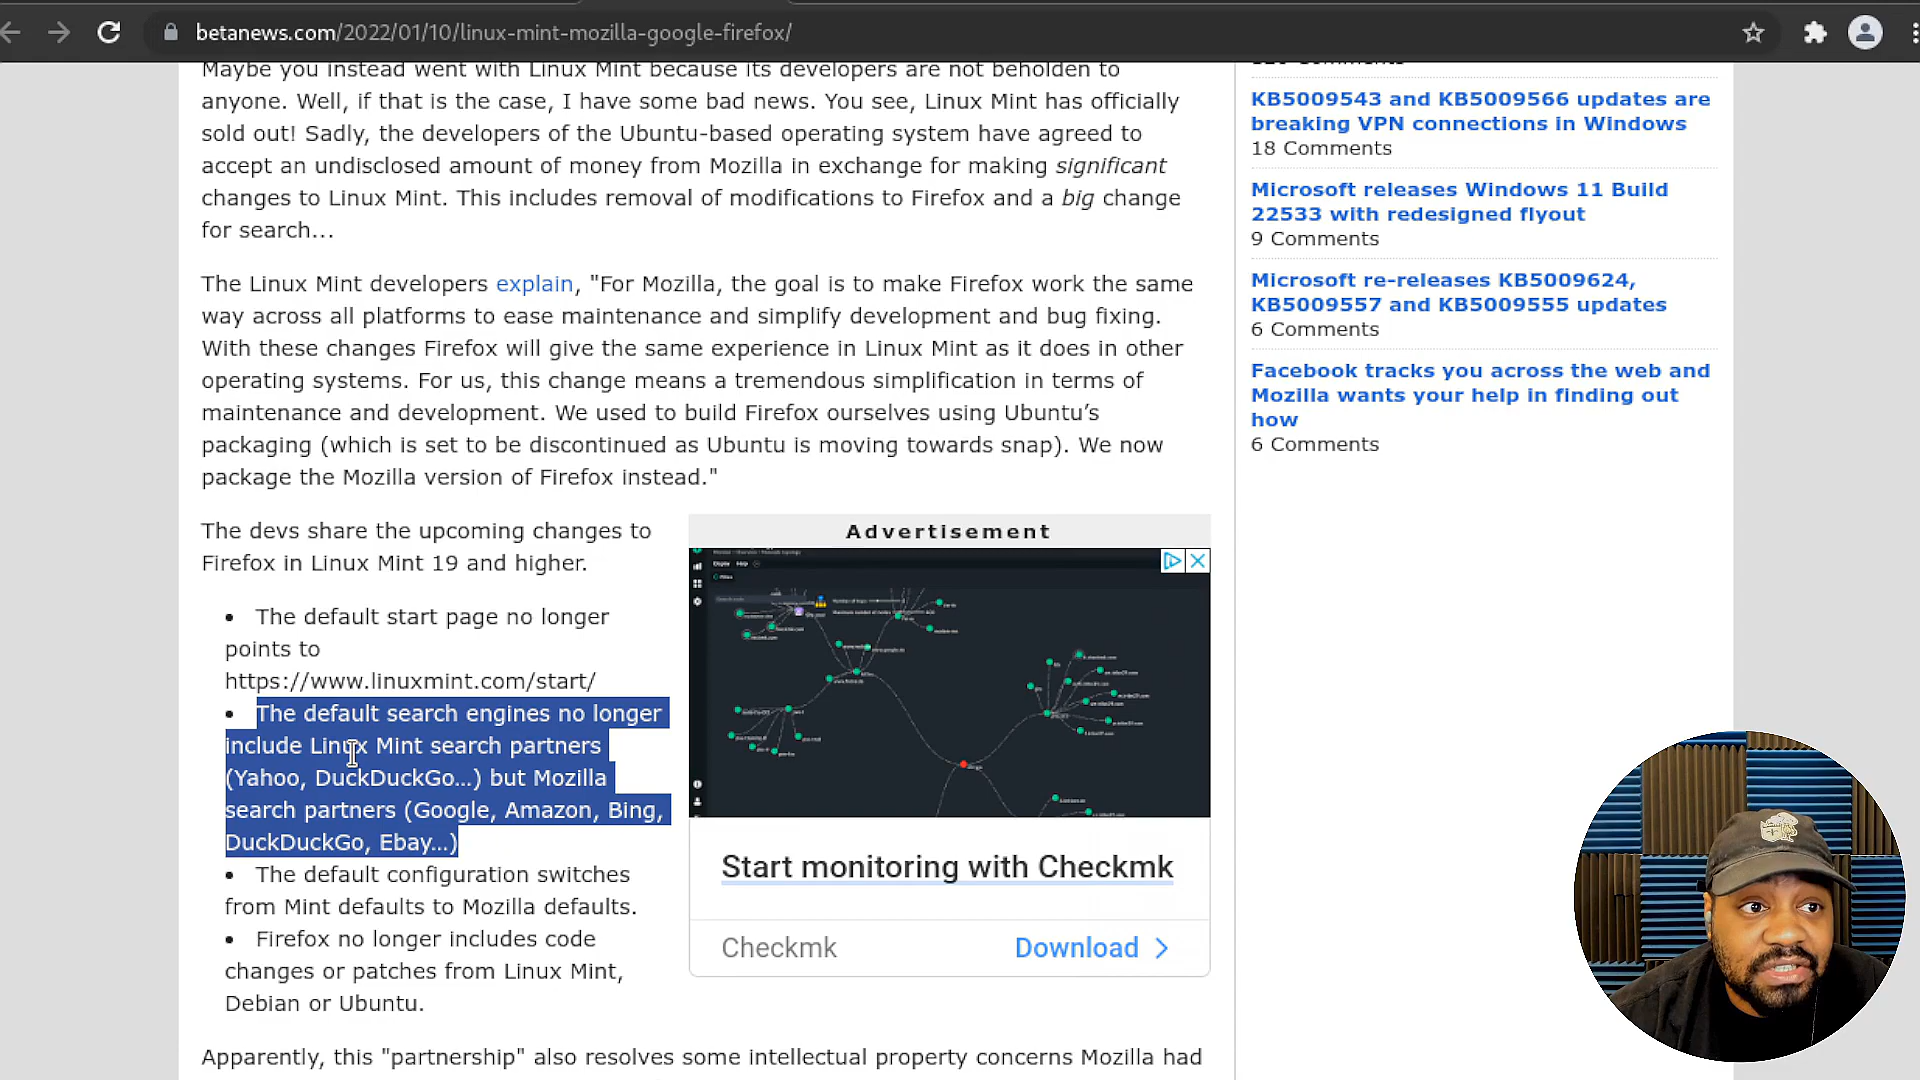 betanews.com/2022/01/10/linux-mint-mozilla-google-firefox/
Maybe you instead went with Linux Mint because its developers are not beholden to
anyone. Well, if that is the case, I have some bad news. You see, Linux Mint has officially
sold out! Sadly, the developers of the Ubuntu-based operating system have agreed to
accept an undisclosed amount of money from Mozilla in exchange for making significant
changes to Linux Mint. This includes removal of modifications to Firefox and a big change
for search...
The Linux Mint developers explain, "For Mozilla, the goal is to make Firefox work the same
way across all platforms to ease maintenance and simplify development and bug fixing.
With these changes Firefox will give the same experience in Linux Mint as it does in other
operating systems. For us, this change means a tremendous simplification in terms of
maintenance and development. We used to build Firefox ourselves using Ubuntu's
packaging (which is set to be discontinued as Ubuntu is moving towards snap). We now
package the Mozilla version of Firefox instead."
The devs share the upcoming changes to
Firefox in Linux Mint 19 and higher.
• The default start page no longer
points to
https://www.linuxmint.com/start/
• The default search engines no longer
include Linux Mint search partners
(Yahoo, DuckDuckGo...) but Mozilla
search partners (Google, Amazon, Bing,
DuckDuckGo, Ebay...)
• The default configuration switches
from Mint defaults to Mozilla defaults.
• Firefox no longer includes code
changes or patches from Linux Mint,
Debian or Ubuntu.
Apparently, this "partnership" also resolves some intellectual property concerns Mozilla had
Advertisement
Start monitoring with Checkmk
Checkmk
Download
Comments
KB5009543 and KB5009566 updates are
breaking VPN connections in Windows
18 Comments
Microsoft releases Windows 11 Build
22533 with redesigned flyout
9 Comments
Microsoft re-releases KB5009624,
KB5009557 and KB5009555 updates
6 Comments
Facebook tracks you across the web and
Mozilla wants your help in finding out
how
6 Comments